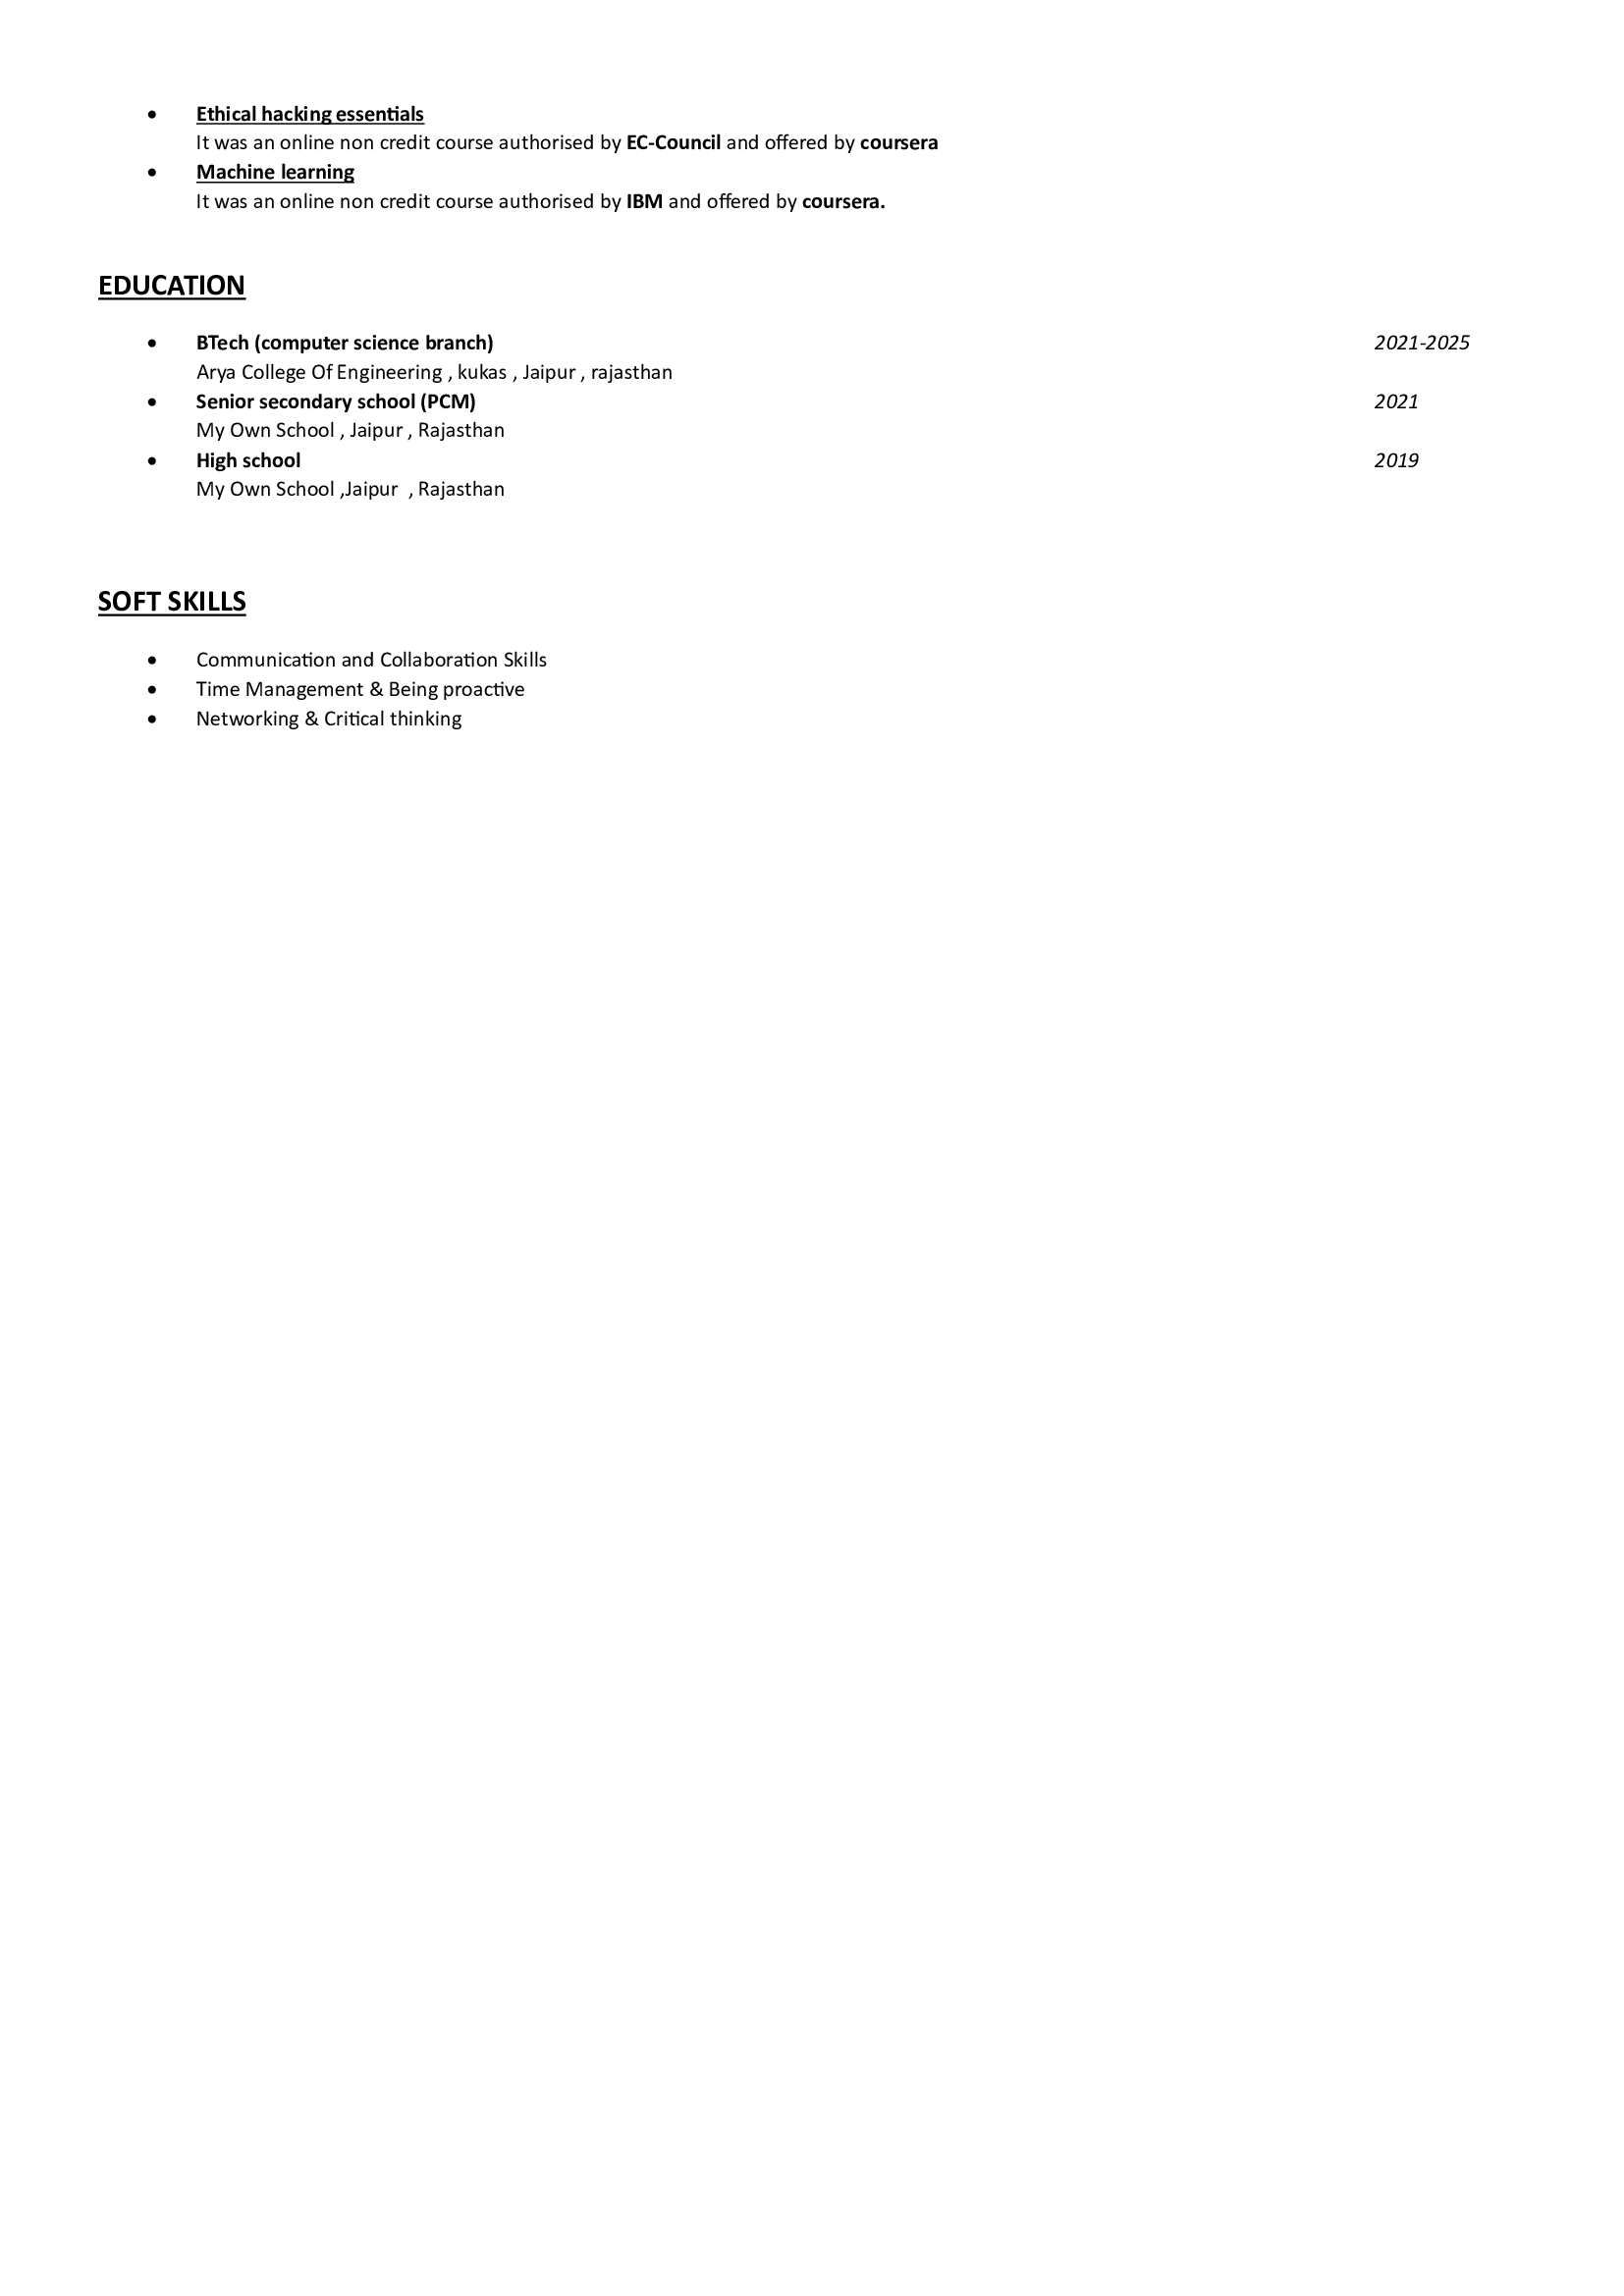 • Ethical hacking essentials
It was an online non credit course authorised by EC-Council and offered by coursera
• Machine learning
It was an online non credit course authorised by IBM and offered by coursera.
EDUCATION
• BTech (computer science branch) 2021-2025
Arya College Of Engineering , kukas , Jaipur , rajasthan
• Senior secondary school (PCM) 2021
My Own School , Jaipur , Rajasthan
• High school 2019
My Own School ,Jaipur  , Rajasthan
SOFT SKILLS
• Communication and Collaboration Skills
• Time Management & Being proactive
• Networking & Critical thinking